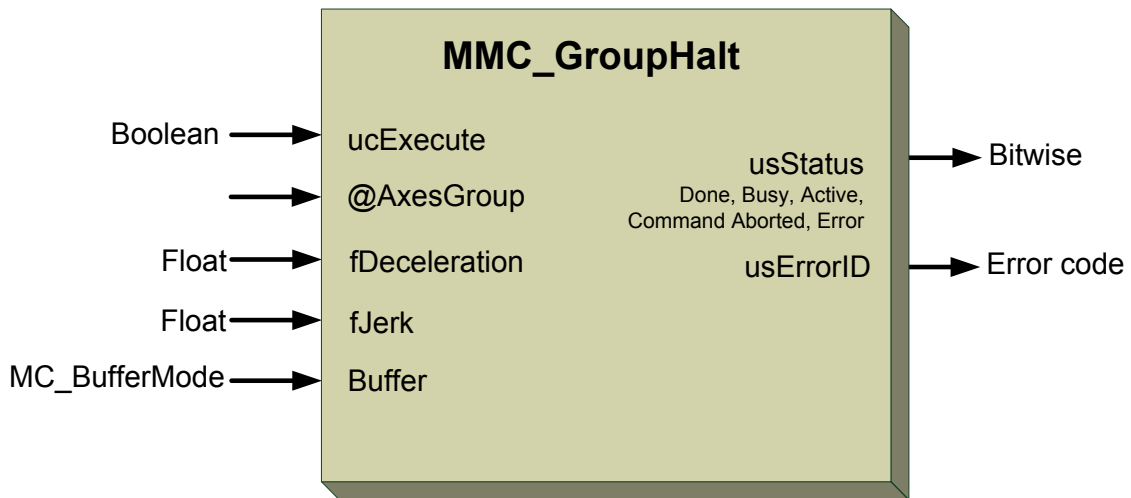 MMC_GroupHalt
Boolean
ucExecute
@AxesGroup
Float
fDeceleration
Float
fJerk
MC_BufferMode
Buffer
usStatus
Done, Busy, Active,
Command Aborted, Error
Bitwise
usErrorID
Error code